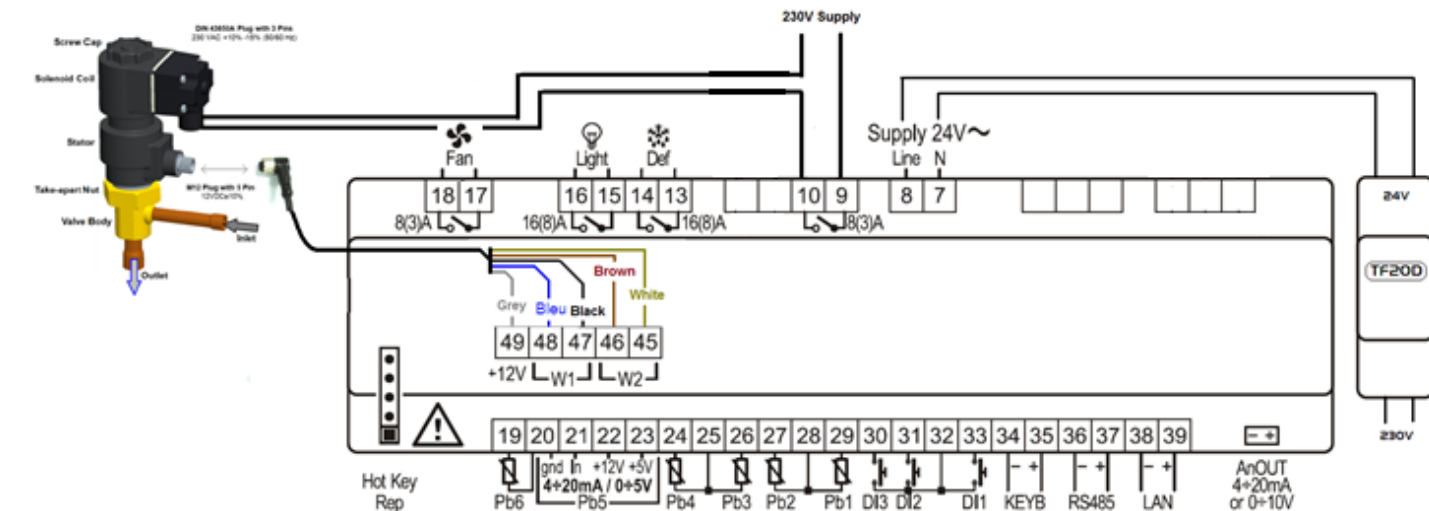 230V Supply
DIN 43650A Plug with 3 Pins
230 VAC +10% -15% (50/60 Hz)
Screw Cap
Solenoid Coil
Stator
Take-apart Nut
Valve Body
Inlet
Outlet
M12 Plug with 5 Pin
12VDC±10%
Fan
Light
Def
Supply 24V~
Line N
18 17 16 15 14 13 10 9 8 7
8(3)A 16(8)A 16(8)A 8(3)A
24V
TF20D
230V
Brown
White
Grey
Bleu
Black
49 48 47 46 45
+12V W1 W2
19 20 21 22 23 24 25 26 27 28 29 30 31 32 33 34 35 36 37 38 39
- +
gnd In +12V +5V
4÷20mA / 0÷5V
- + - + - +
Hot Key
Rep
Pb6 Pb5 Pb4 Pb3 Pb2 Pb1 DI3 DI2 DI1 KEYB RS485 LAN
AnOUT
4÷20mA
or 0÷10V